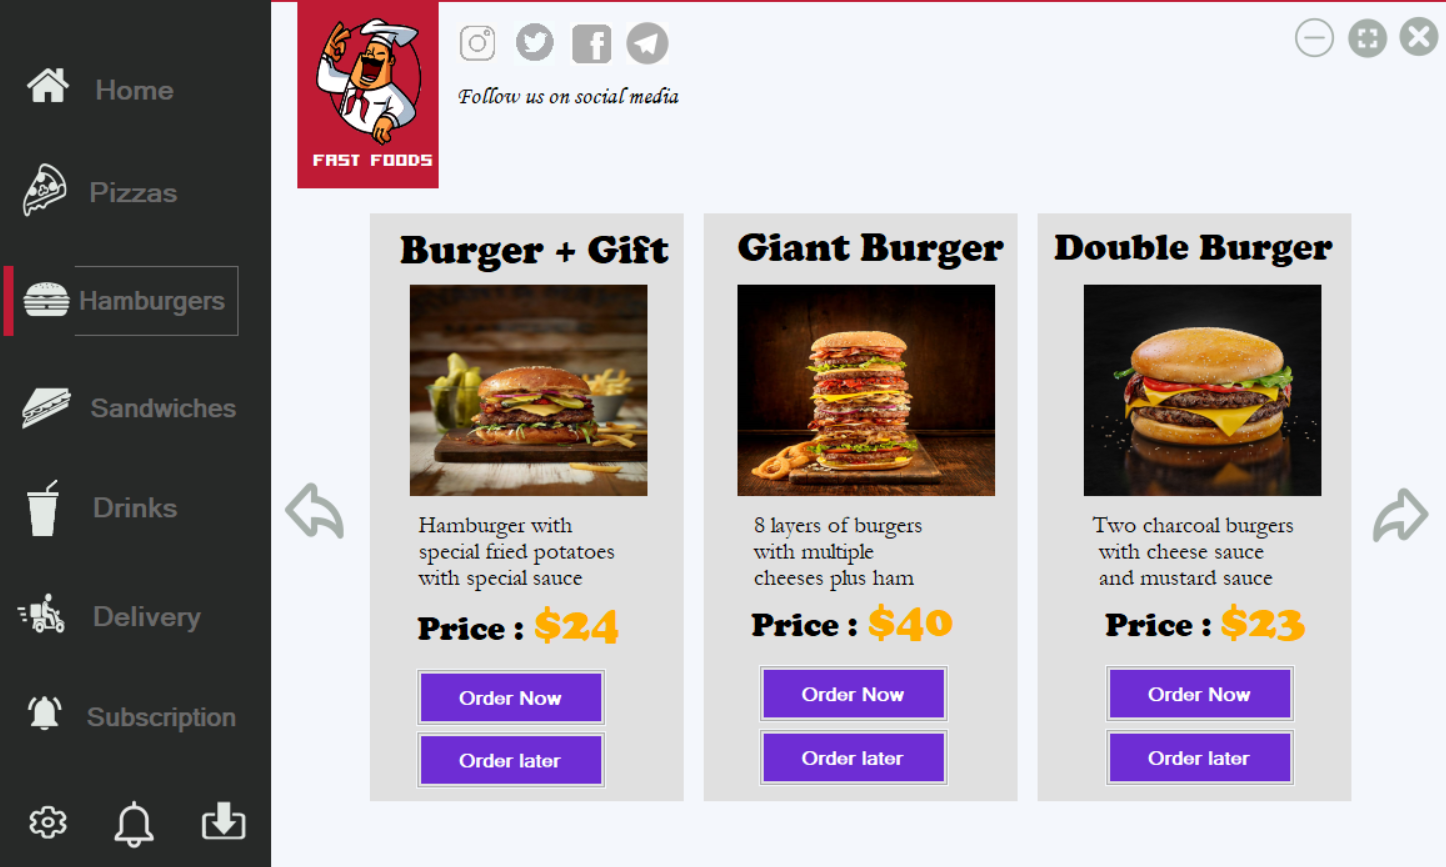 Home
Pizzas
Hamburgers
Sandwiches
Drinks
Delivery
Subscription
FAST FOODS
Follow us on social media
Burger + Gift
Hamburger with
special fried potatoes
with special sauce
Price : $24
Order Now
Order later
Giant Burger
8 layers of burgers
with multiple
cheeses plus ham
Price : $40
Order Now
Order later
Double Burger
Two charcoal burgers
with cheese sauce
and mustard sauce
Price : $23
Order Now
Order later